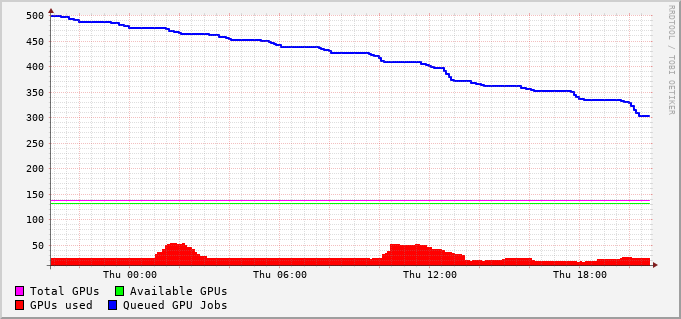 500
450
400
350
300
250
200
150
100
50
Thu 00:00 Thu 06:00 Thu 12:00 Thu 18:00
Total GPUs Available GPUs
GPUs used Queued GPU Jobs
RRDTOOL / TOBI OETIKER